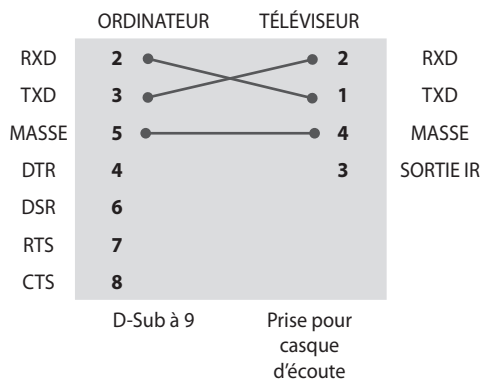 ORDINATEUR TÉLÉVISEUR
RXD 2 2 RXD
TXD 3 1 TXD
MASSE 5 4 MASSE
DTR 4 3 SORTIE IR
DSR 6
RTS 7
CTS 8
D-Sub à 9 Prise pour
casque
d’écoute